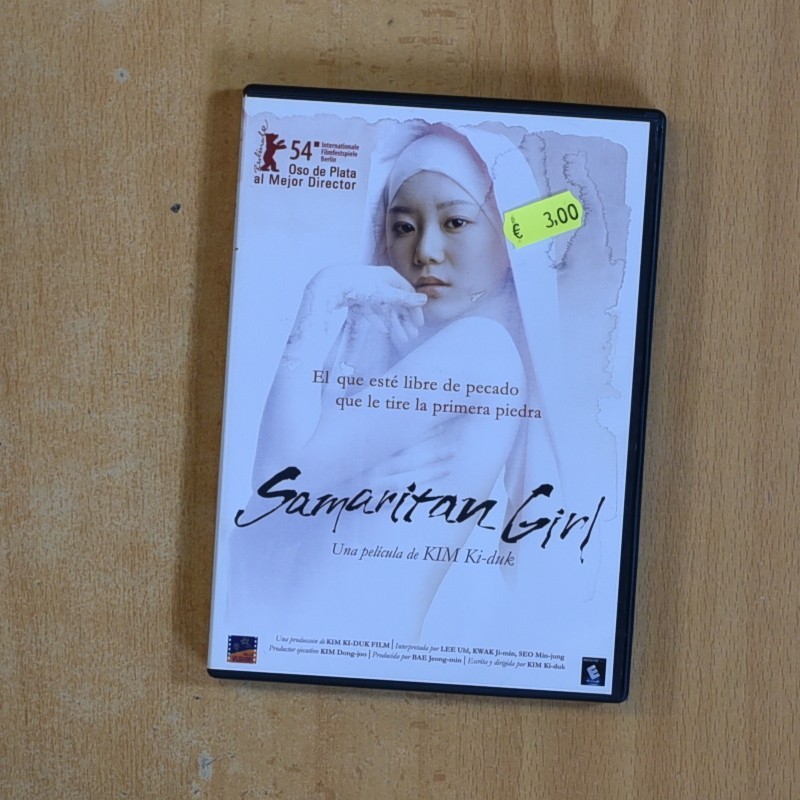 Berlinale
54
Internationale
Filmfestspiele
Berlin
Oso de Plata
al Mejor Director
€ 3,00
El que esté libre de pecado
que le tire la primera piedra
Samaritan Girl
Una película de KIM Ki-duk
Una producción de KIM KI-DUK FILM | Interpretada por LEE Uhl, KWAK Ji-min, SEO Min-jung
Productor ejecutivo KIM Dong-joo | Producida por BAE Jeong-min | Escrita y dirigida por KIM Ki-duk